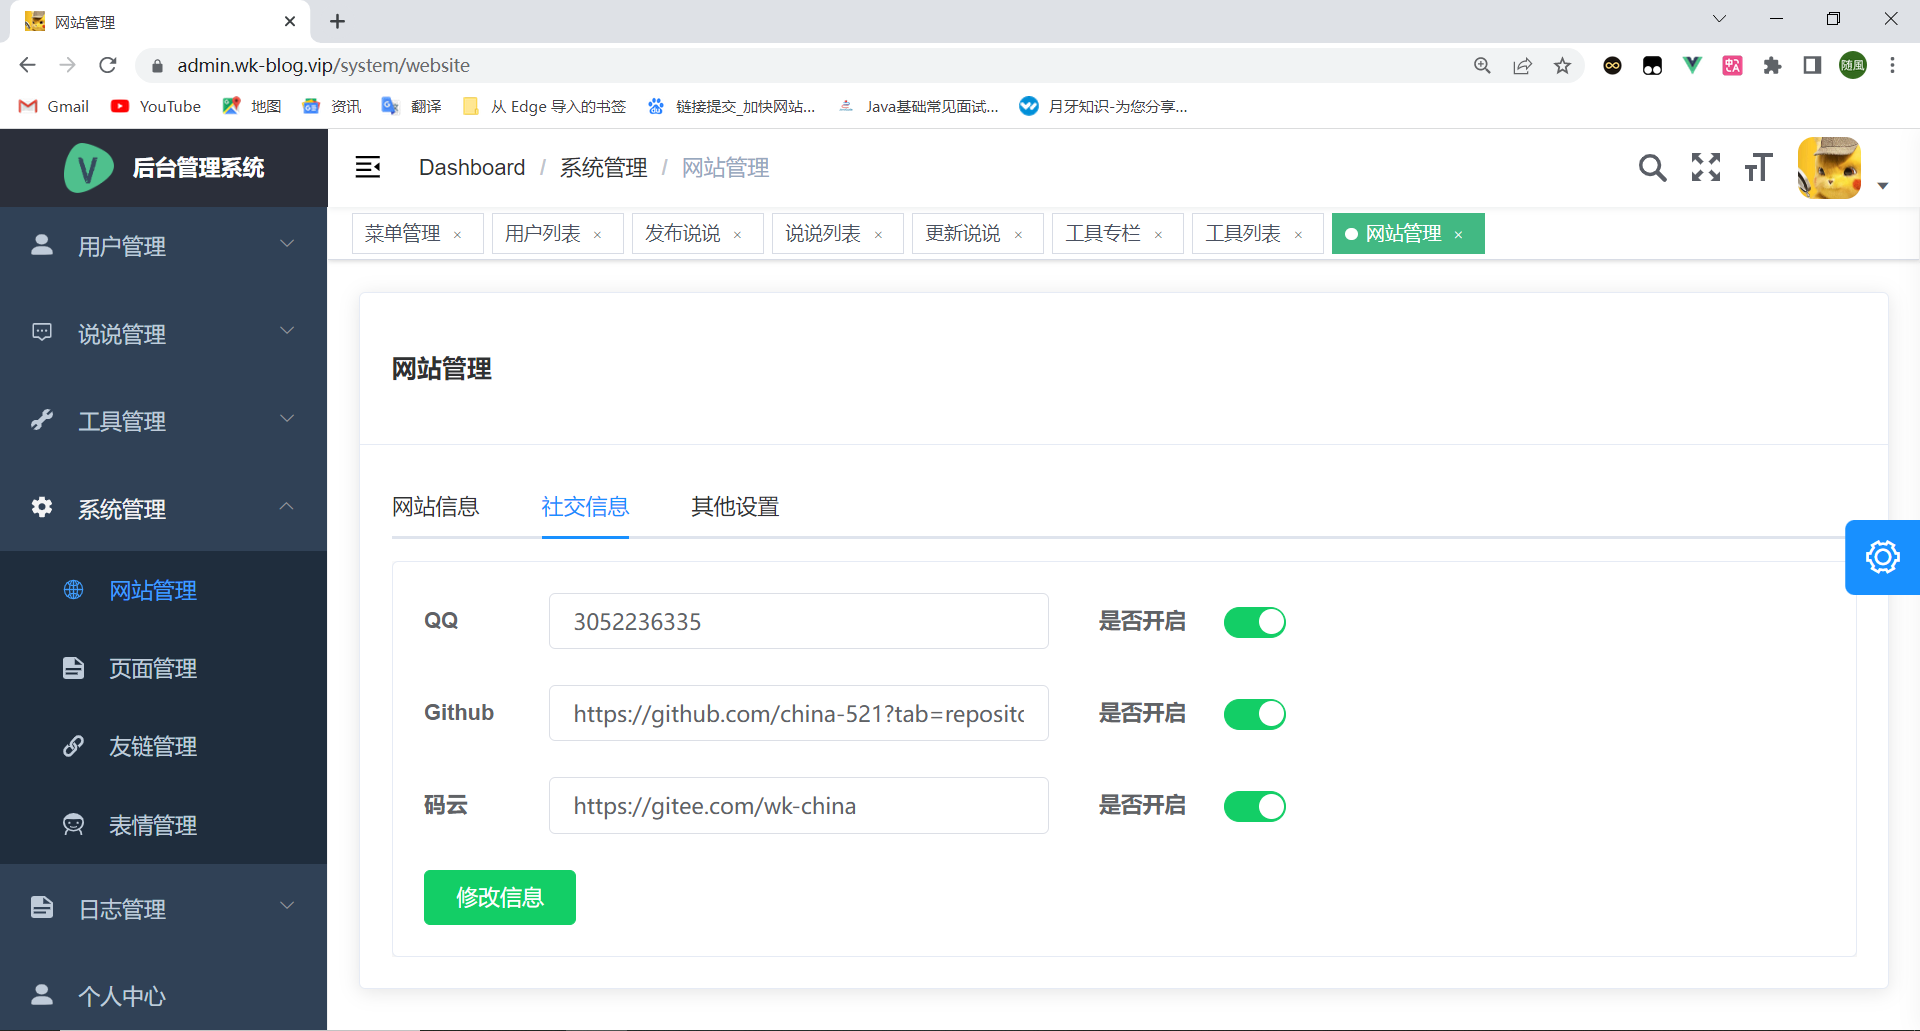 网站管理
admin.wk-blog.vip/system/website
随風
Gmail
YouTube
地图
资讯
翻译
从 Edge 导入的书签
链接提交_加快网站...
Java基础常见面试...
月牙知识-为您分享...
V 后台管理系统
Dashboard / 系统管理 / 网站管理
菜单管理 ×
用户列表 ×
发布说说 ×
说说列表 ×
更新说说 ×
工具专栏 ×
工具列表 ×
网站管理 ×
用户管理
说说管理
工具管理
系统管理
网站管理
页面管理
友链管理
表情管理
日志管理
个人中心
网站管理
网站信息
社交信息
其他设置
QQ 3052236335 是否开启
Github https://github.com/china-521?tab=reposito 是否开启
码云 https://gitee.com/wk-china 是否开启
修改信息